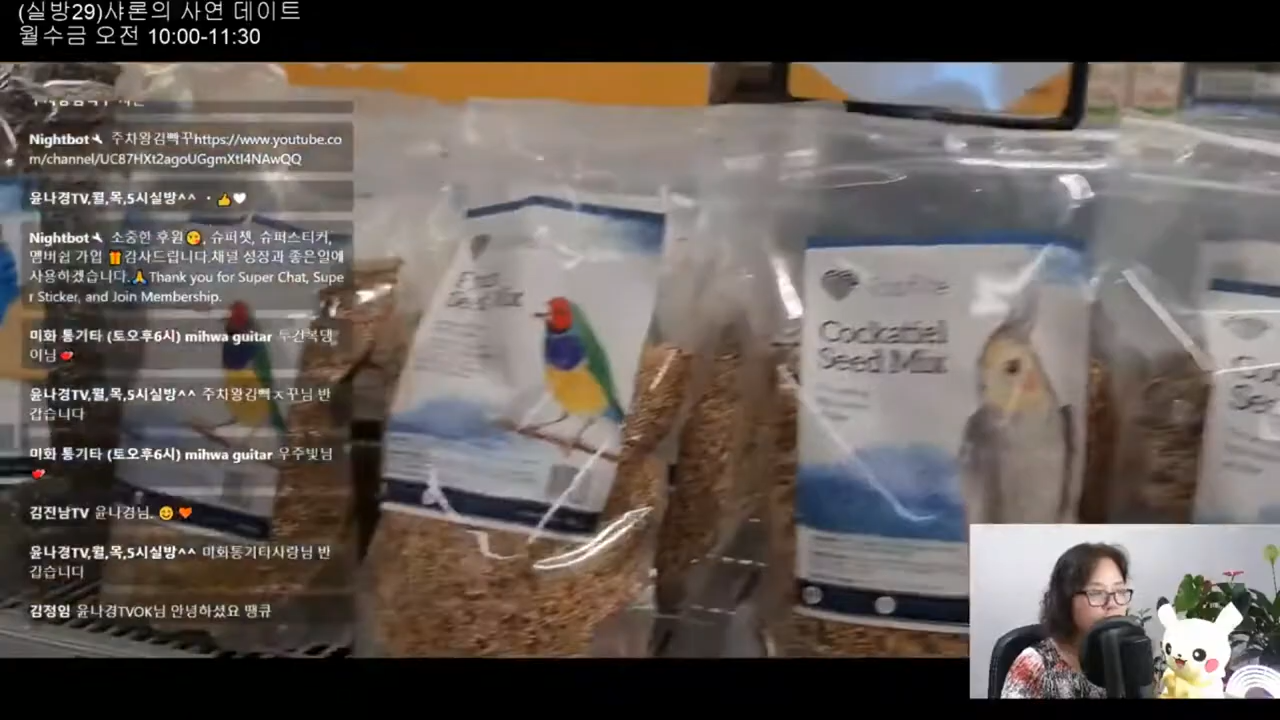 (실방29)샤론의 사연 데이트
월수금 오전 10:00-11:30
Nightbot 주차왕김빡꾸https://www.youtube.co
m/channel/UC87HXt2agoUGgmXtI4NAwQQ
윤나경TV,월,목,5시실방^^ ·
Nightbot 소중한 후원, 슈퍼챗, 슈퍼스티커,
맴버쉽 가입 감사드립니다.채널 성장과 좋은일에
사용하겠습니다.Thank you for Super Chat, Supe
r Sticker, and Join Membership.
미화 통기타 (토오후6시) mihwa guitar 두건복댕
이님
윤나경TV,월,목,5시실방^^ 주차왕김빡ㅈ꾸님 반
갑습니다
미화 통기타 (토오후6시) mihwa guitar 우주빛님
김진남TV 윤나경님.
윤나경TV,월,목,5시실방^^ 미화통기타사랑님 반
갑습니다
김정임 윤나경TVOK님 안녕하셨요 땡큐
Seed Mix
Cockatiel
Seed Mix